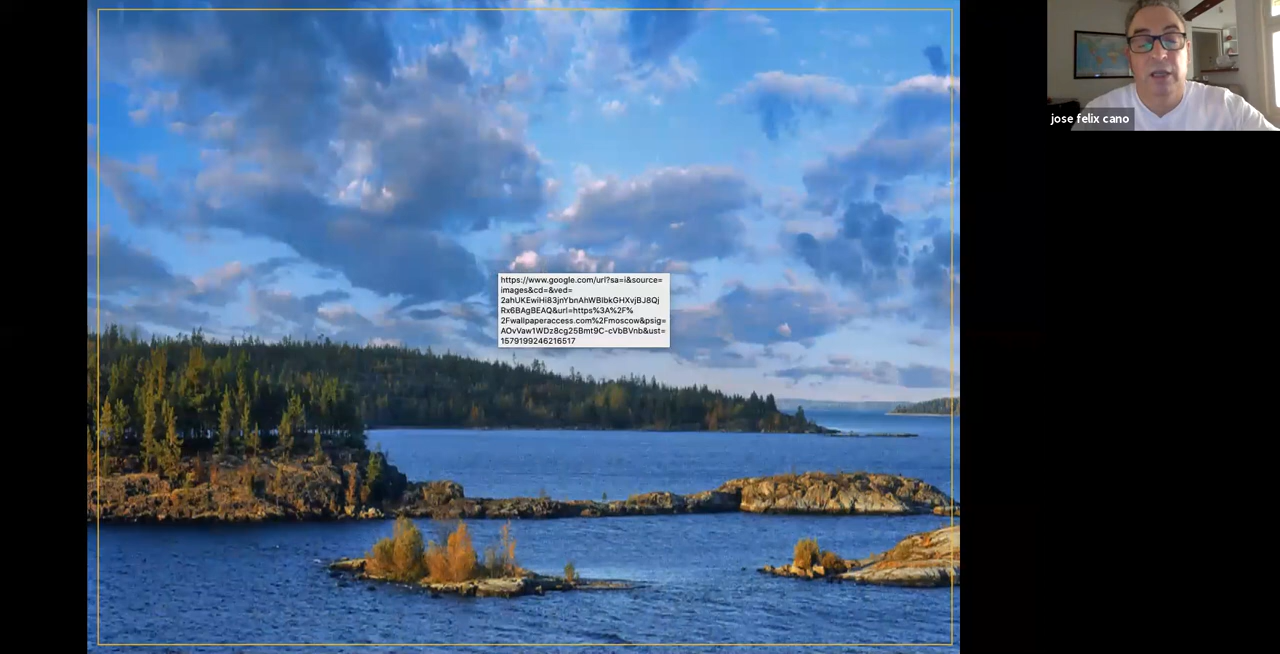 https://www.google.com/url?sa=i&source=
images&cd=&ved=
2ahUKEwiHi83jnYbnAhWBIbkGHXvjBJ8Qj
Rx6BAgBEAQ&url=https%3A%2F%
2Fwallpaperaccess.com%2Fmoscow&psig=
AOvVaw1WDz8cg25Bmt9C-cVbBVnb&ust=
1579199246216517
jose felix cano